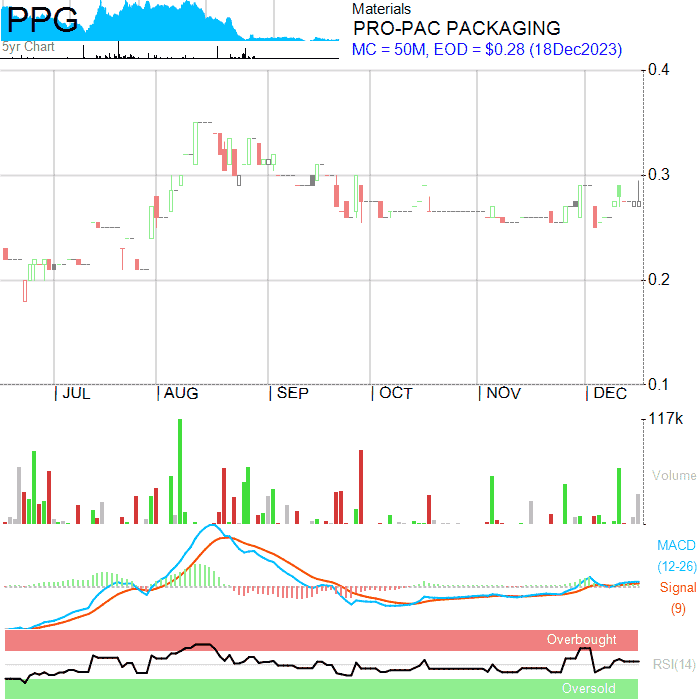 PPG
5yr Chart
Materials
PRO-PAC PACKAGING
MC = 50M, EOD = $0.28 (18Dec2023)
0.4
0.3
0.2
0.1
JUL AUG SEP OCT NOV DEC
117k
Volume
MACD
(12-26)
Signal
(9)
Overbought
RSI(14)
Oversold